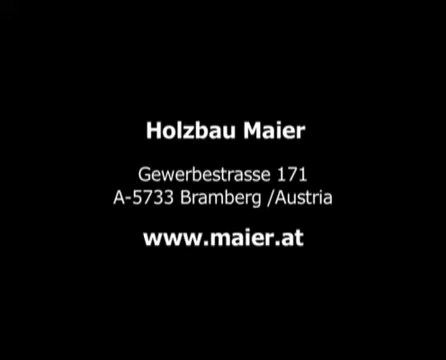 Holzbau Maier
Gewerbestrasse 171
A-5733 Bramberg /Austria
www.maier.at